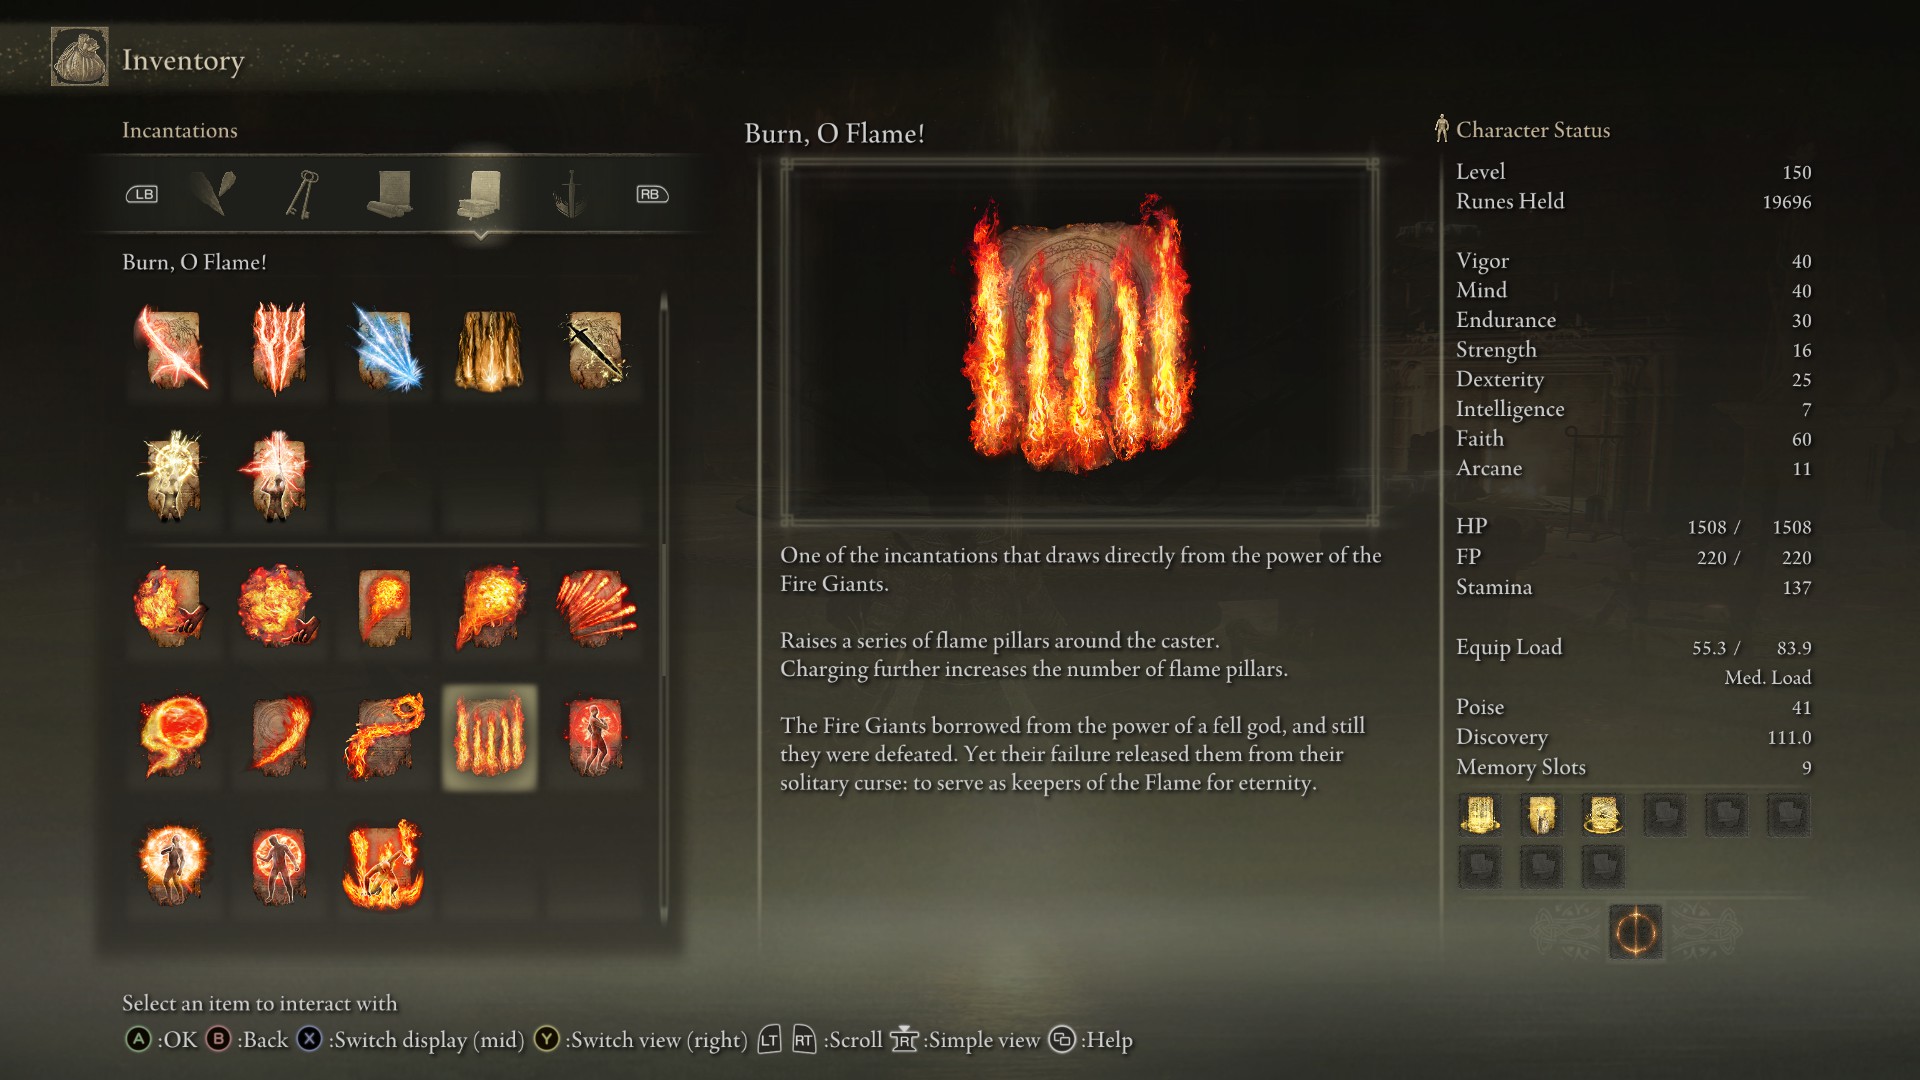 Inventory
Incantations
LB
RB
Burn, O Flame!
Burn, O Flame!
One of the incantations that draws directly from the power of the
Fire Giants.
Raises a series of flame pillars around the caster.
Charging further increases the number of flame pillars.
The Fire Giants borrowed from the power of a fell god, and still
they were defeated. Yet their failure released them from their
solitary curse: to serve as keepers of the Flame for eternity.
Character Status
Level 150
Runes Held 19696
Vigor 40
Mind 40
Endurance 30
Strength 16
Dexterity 25
Intelligence 7
Faith 60
Arcane 11
HP 1508 / 1508
FP 220 / 220
Stamina 137
Equip Load 55.3 / 83.9
Med. Load
Poise 41
Discovery 111.0
Memory Slots 9
Select an item to interact with
A :OK B :Back X :Switch display (mid) Y :Switch view (right) LT RT :Scroll R :Simple view :Help